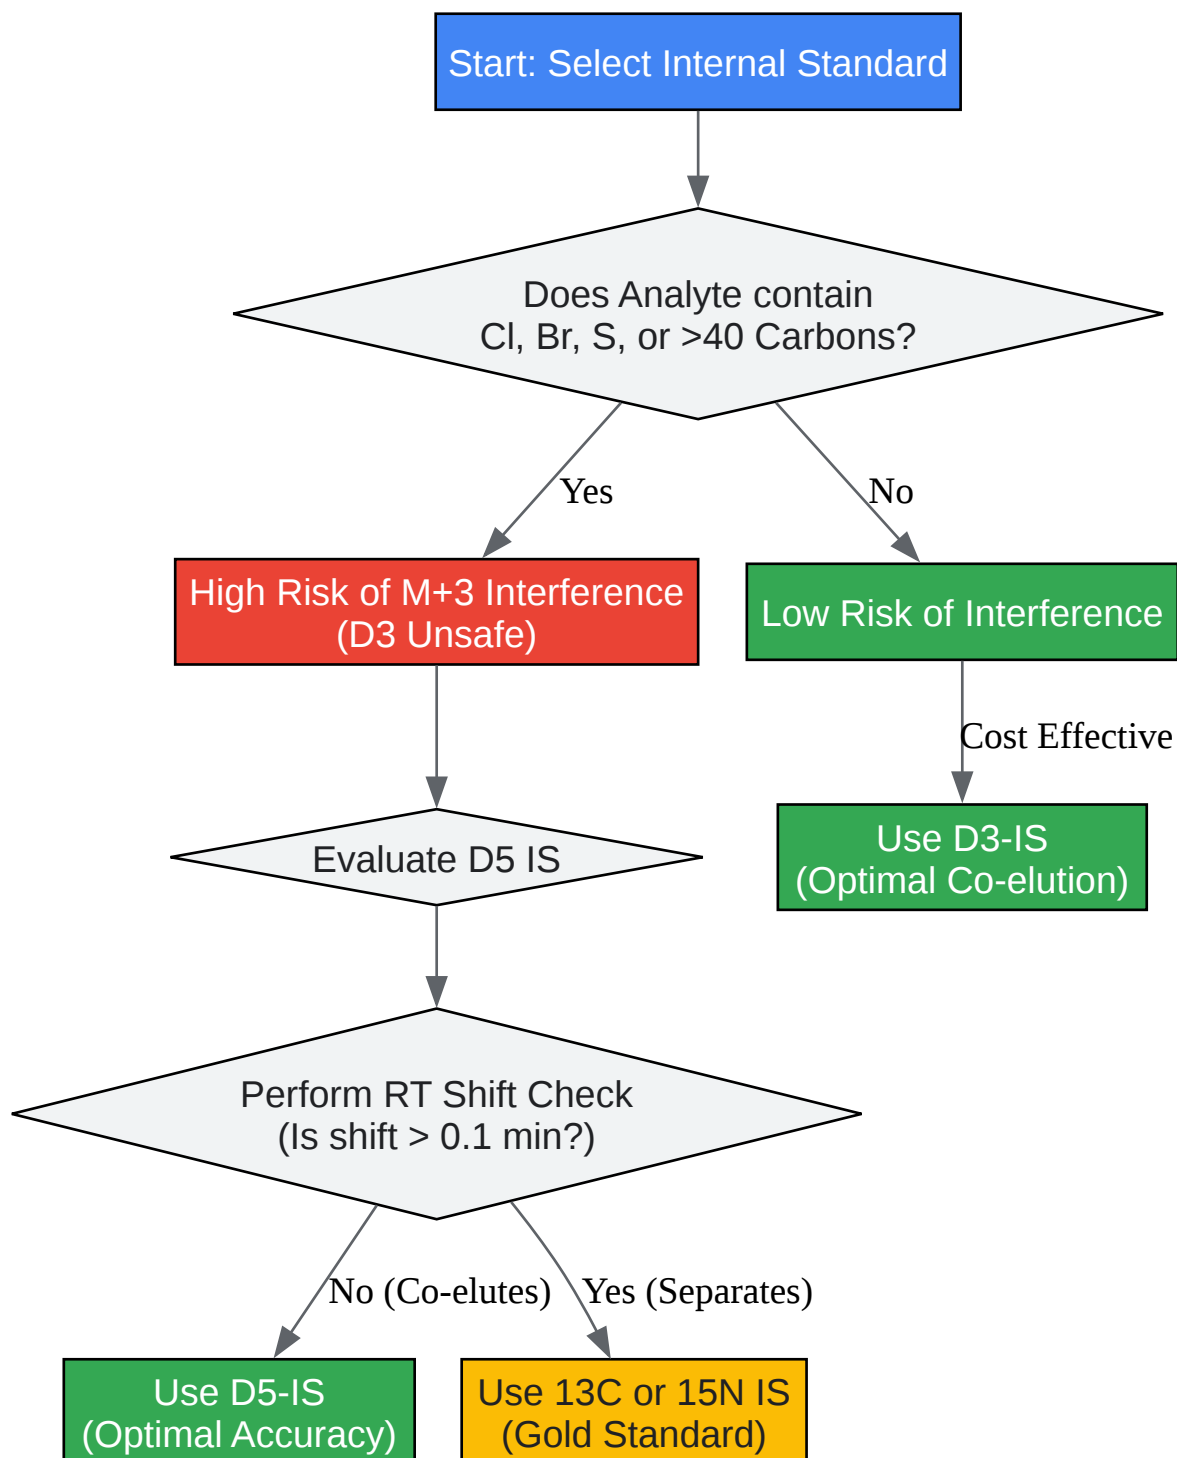 Start: Select Internal Standard
Does Analyte contain
Cl, Br, S, or >40 Carbons?
Yes
No
High Risk of M+3 Interference
(D3 Unsafe)
Low Risk of Interference
Cost Effective
Use D3-IS
(Optimal Co-elution)
Evaluate D5 IS
Perform RT Shift Check
(Is shift > 0.1 min?)
No (Co-elutes)
Yes (Separates)
Use D5-IS
(Optimal Accuracy)
Use 13C or 15N IS
(Gold Standard)